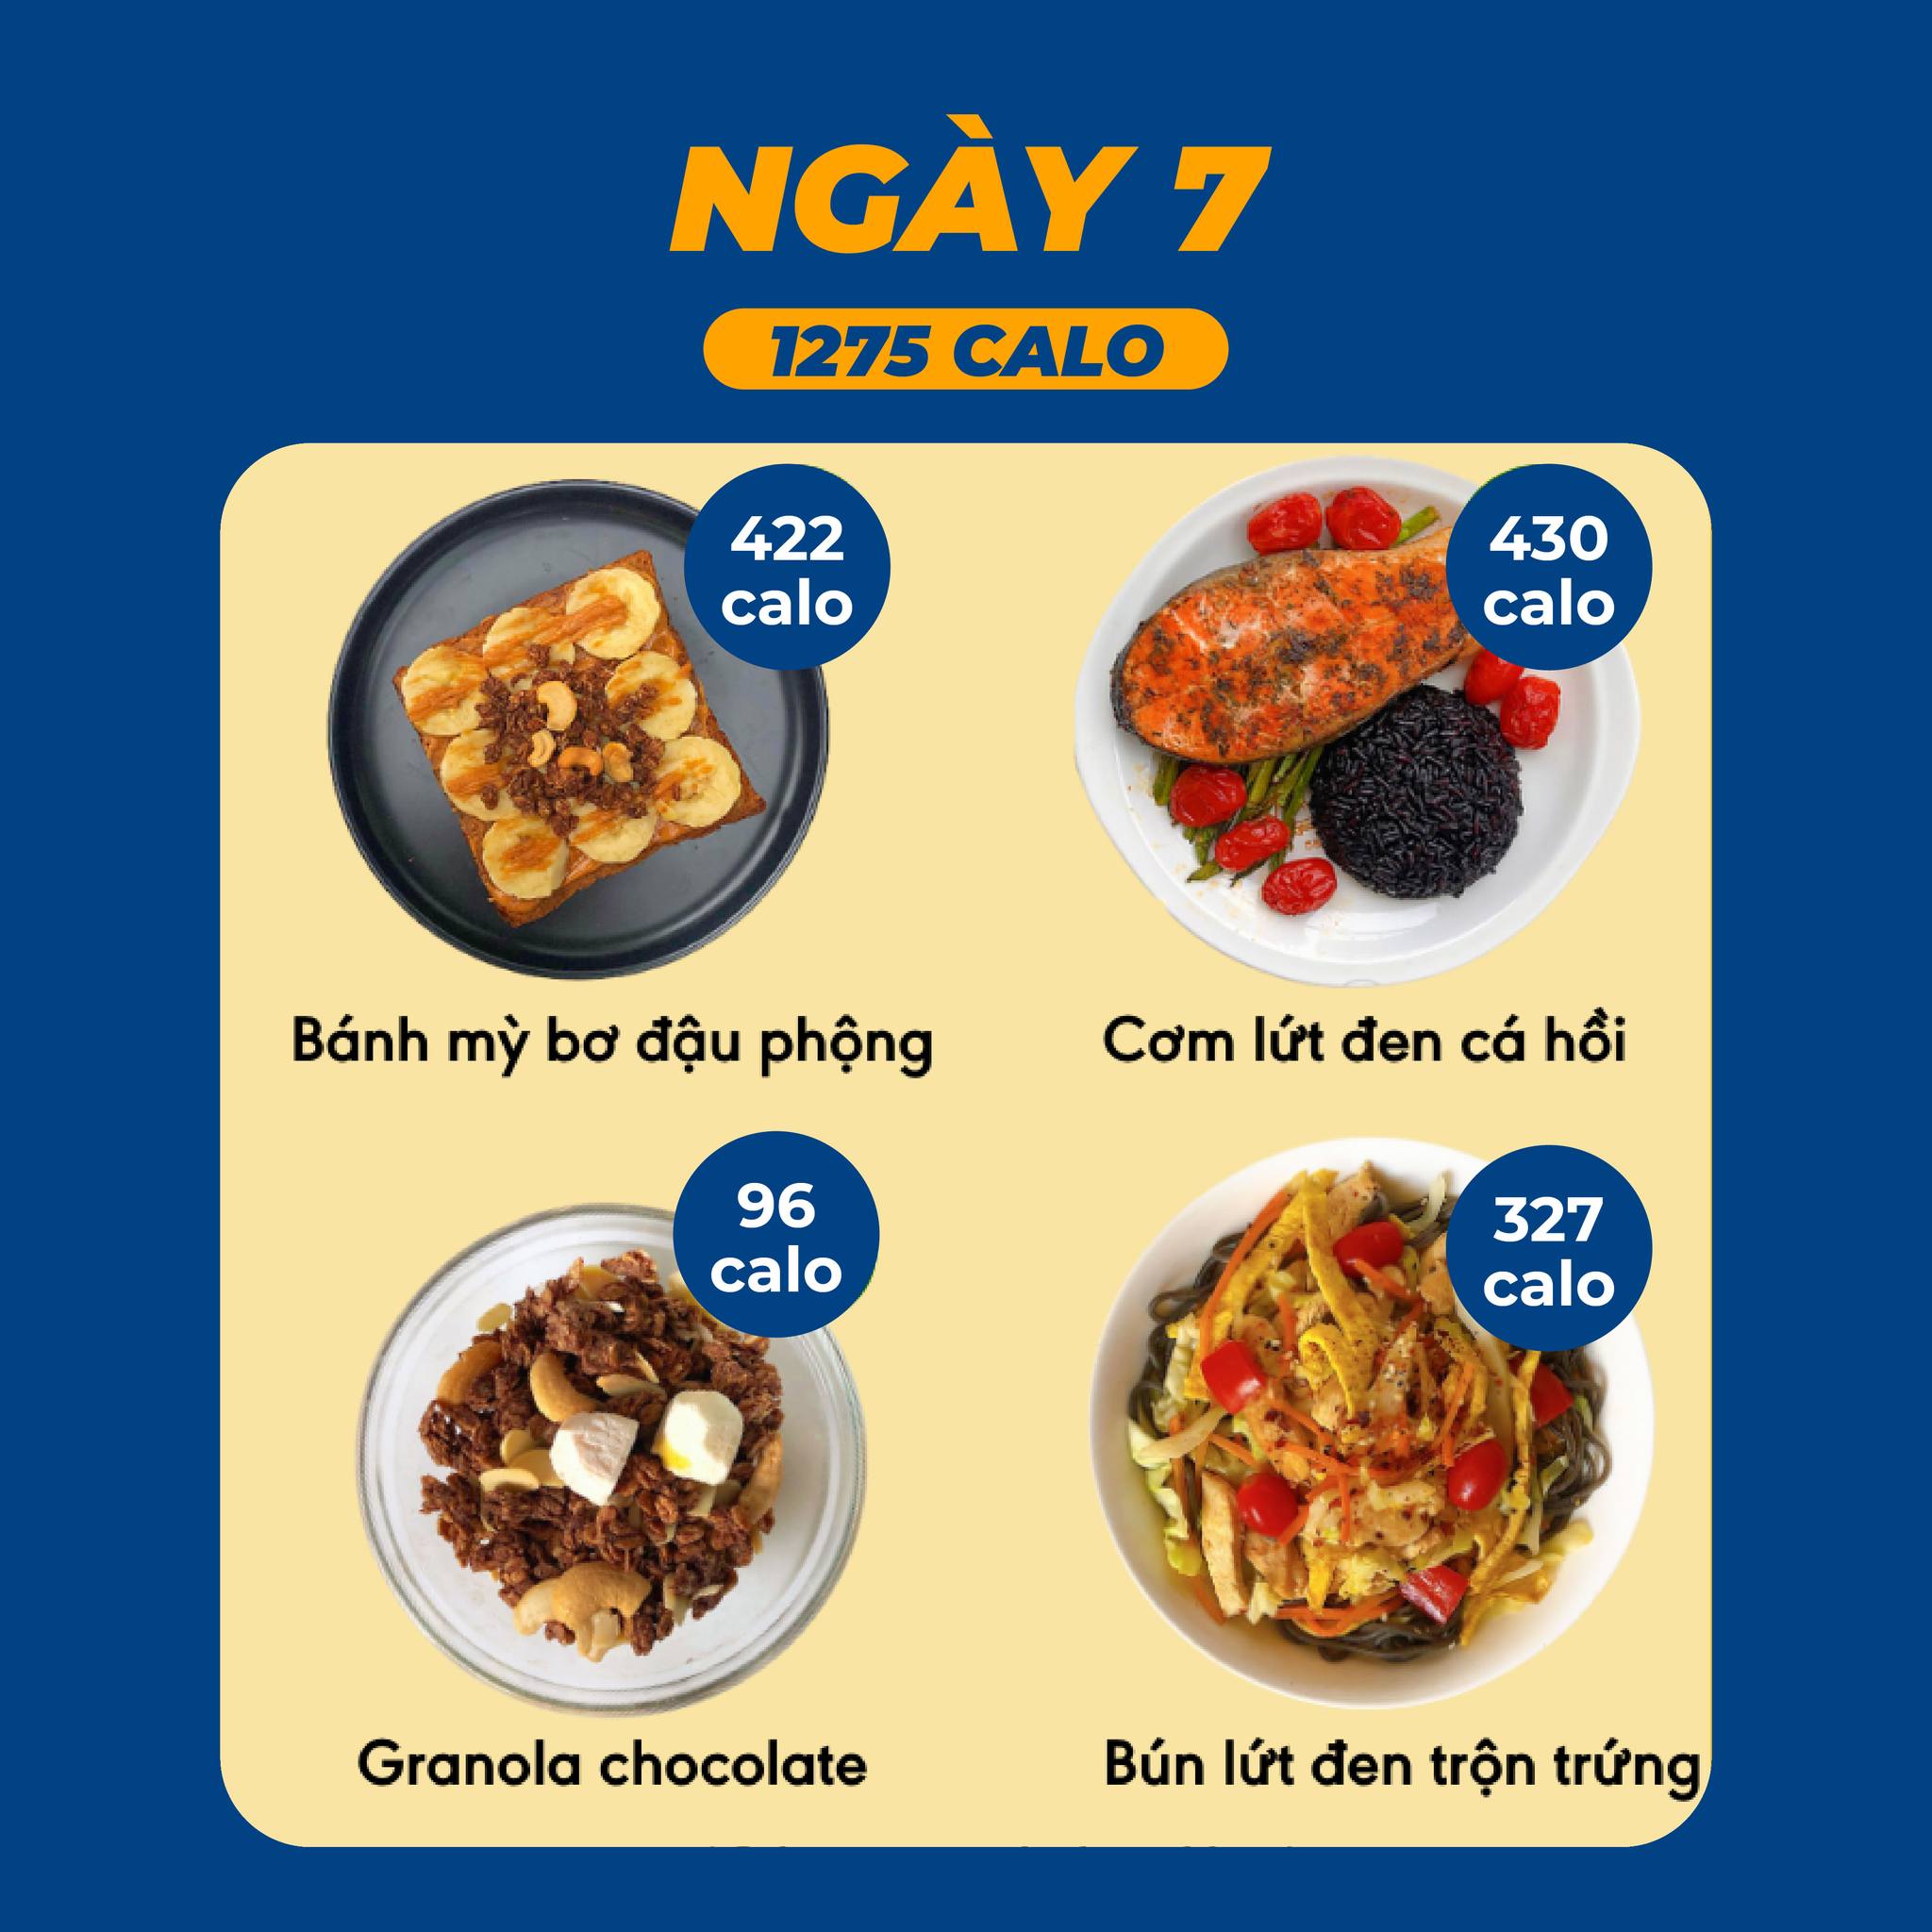 NGÀY 7
1275 CALO
422
calo
430
calo
Bánh mỳ bơ đậu phộng
Cơm lứt đen cá hồi
96
calo
327
calo
Granola chocolate
Bún lứt đen trộn trứng